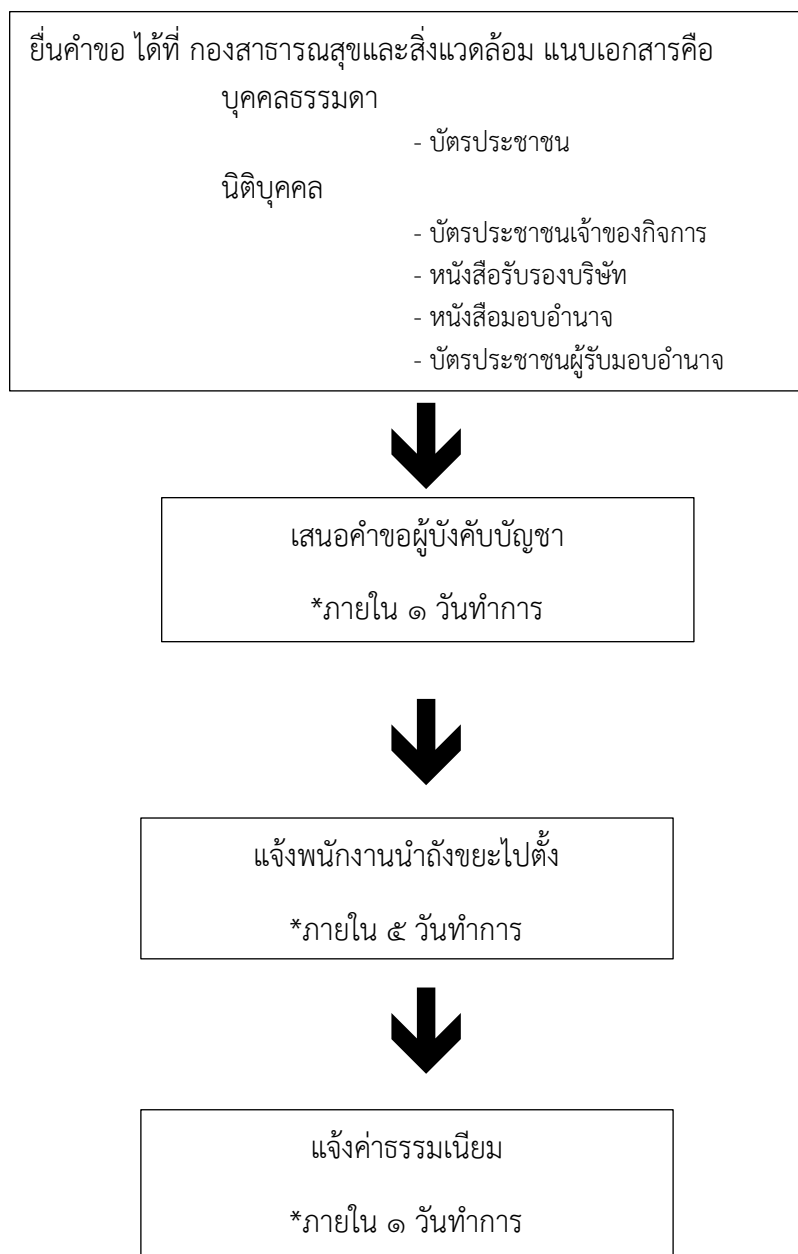 ยื่นคำขอ ได้ที่ กองสาธารณสุขและสิ่งแวดล้อม แนบเอกสารคือ
บุคคลธรรมดา
- บัตรประชาชน
นิติบุคคล
- บัตรประชาชนเจ้าของกิจการ
- หนังสือรับรองบริษัท
- หนังสือมอบอำนาจ
- บัตรประชาชนผู้รับมอบอำนาจ
เสนอคำขอผู้บังคับบัญชา
*ภายใน ๑ วันทำการ
แจ้งพนักงานนำถังขยะไปตั้ง
*ภายใน ๕ วันทำการ
แจ้งค่าธรรมเนียม
*ภายใน ๑ วันทำการ